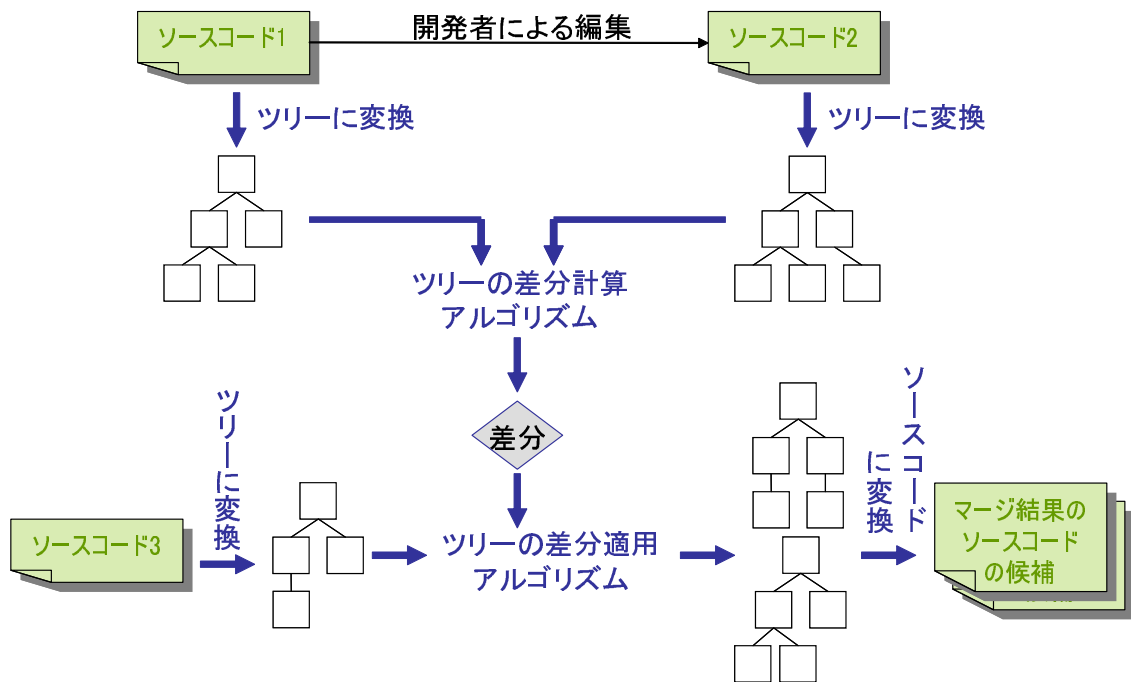 ソースコード1
開発者による編集
ソースコード2
ツリーに変換
ツリーに変換
ツリーの差分計算
アルゴリズム
差分
ソースコード3
ツリーに変換
ツリーの差分適用
アルゴリズム
ソースコード
に変換
マージ結果の
ソースコード
の候補